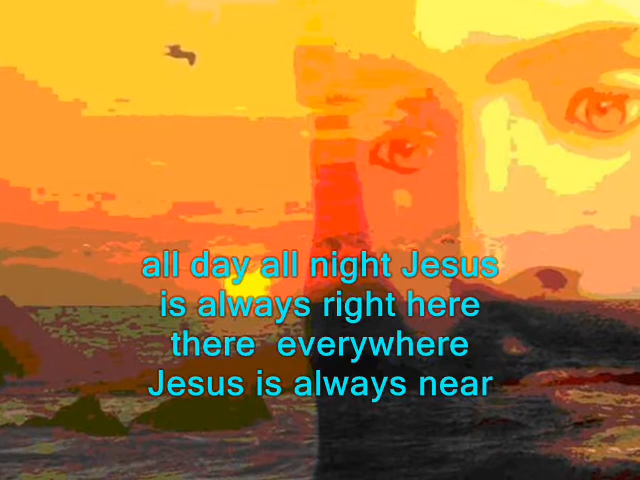 all day all night Jesus
is always right here
there  everywhere
Jesus is always near